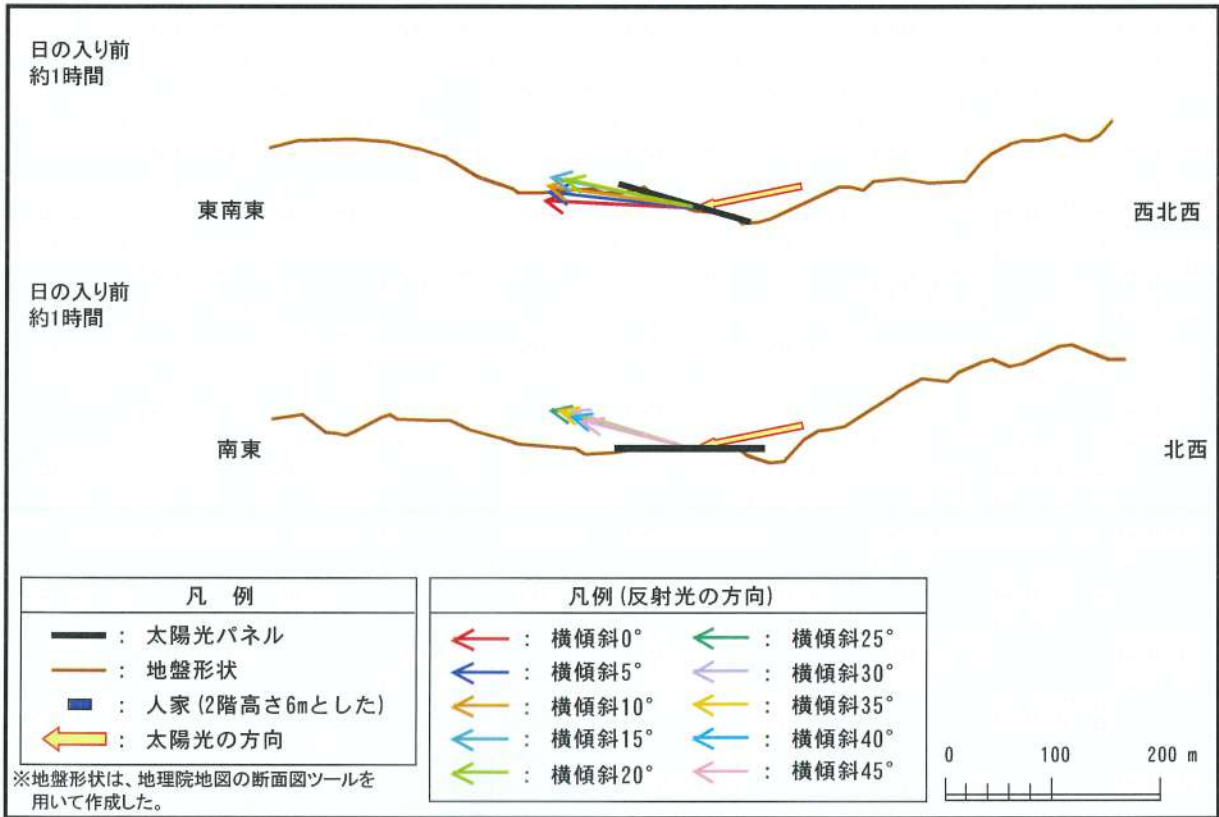 日の入り前
約1時間
東南東
西北西
日の入り前
約1時間
南東
北西
凡 例
: 太陽光パネル
: 地盤形状
: 人家(2階高さ6mとした)
: 太陽光の方向
※地盤形状は、地理院地図の断面図ツールを
用いて作成した。
凡例(反射光の方向)
: 横傾斜0°
: 横傾斜5°
: 横傾斜10°
: 横傾斜15°
: 横傾斜20°
: 横傾斜25°
: 横傾斜30°
: 横傾斜35°
: 横傾斜40°
: 横傾斜45°
0 100 200 m